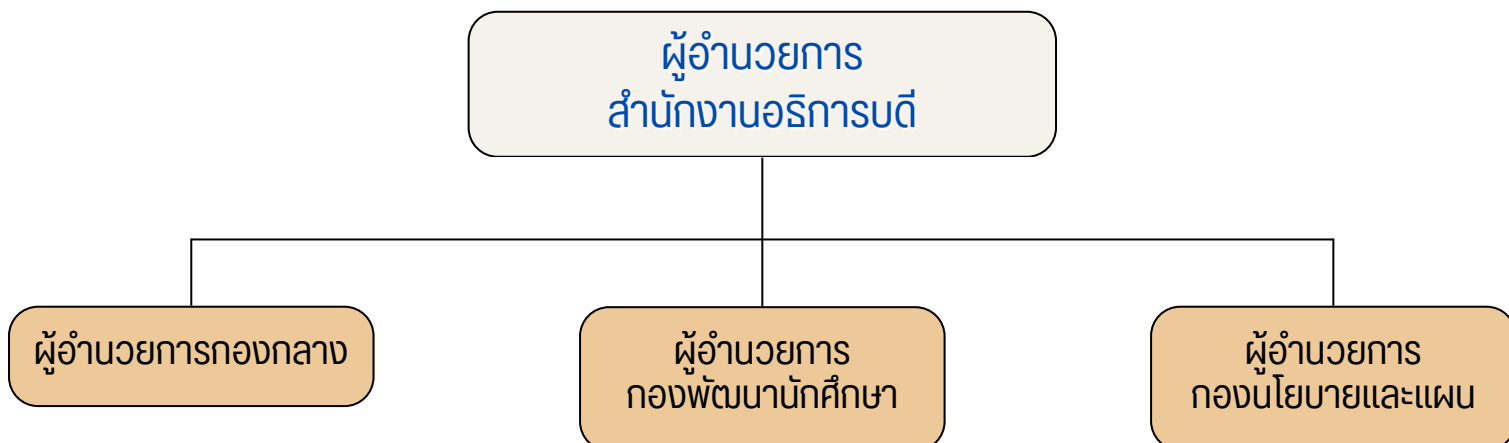 ผู้อำนวยการ
สำนักงานอธิการบดี
ผู้อำนวยการกองกลาง
ผู้อำนวยการ
กองพัฒนานักศึกษา
ผู้อำนวยการ
กองนโยบายและแผน